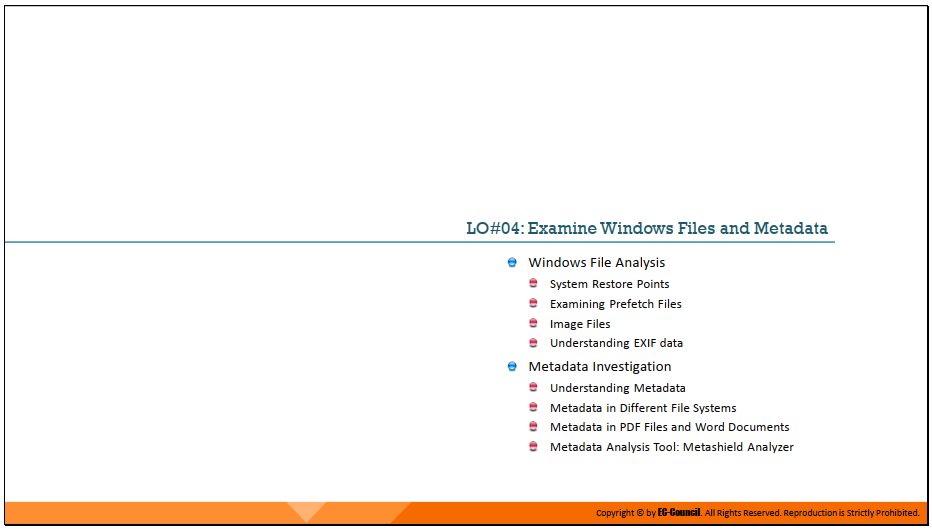 LO#04: Examine Windows Files and Metadata
Windows File Analysis
System Restore Points
Examining Prefetch Files
Image Files
Understanding EXIF data
Metadata Investigation
Understanding Metadata
Metadata in Different File Systems
Metadata in PDF Files and Word Documents
Metadata Analysis Tool: Metashield Analyzer
Copyright © by EC-Council. All Rights Reserved. Reproduction is Strictly Prohibited.